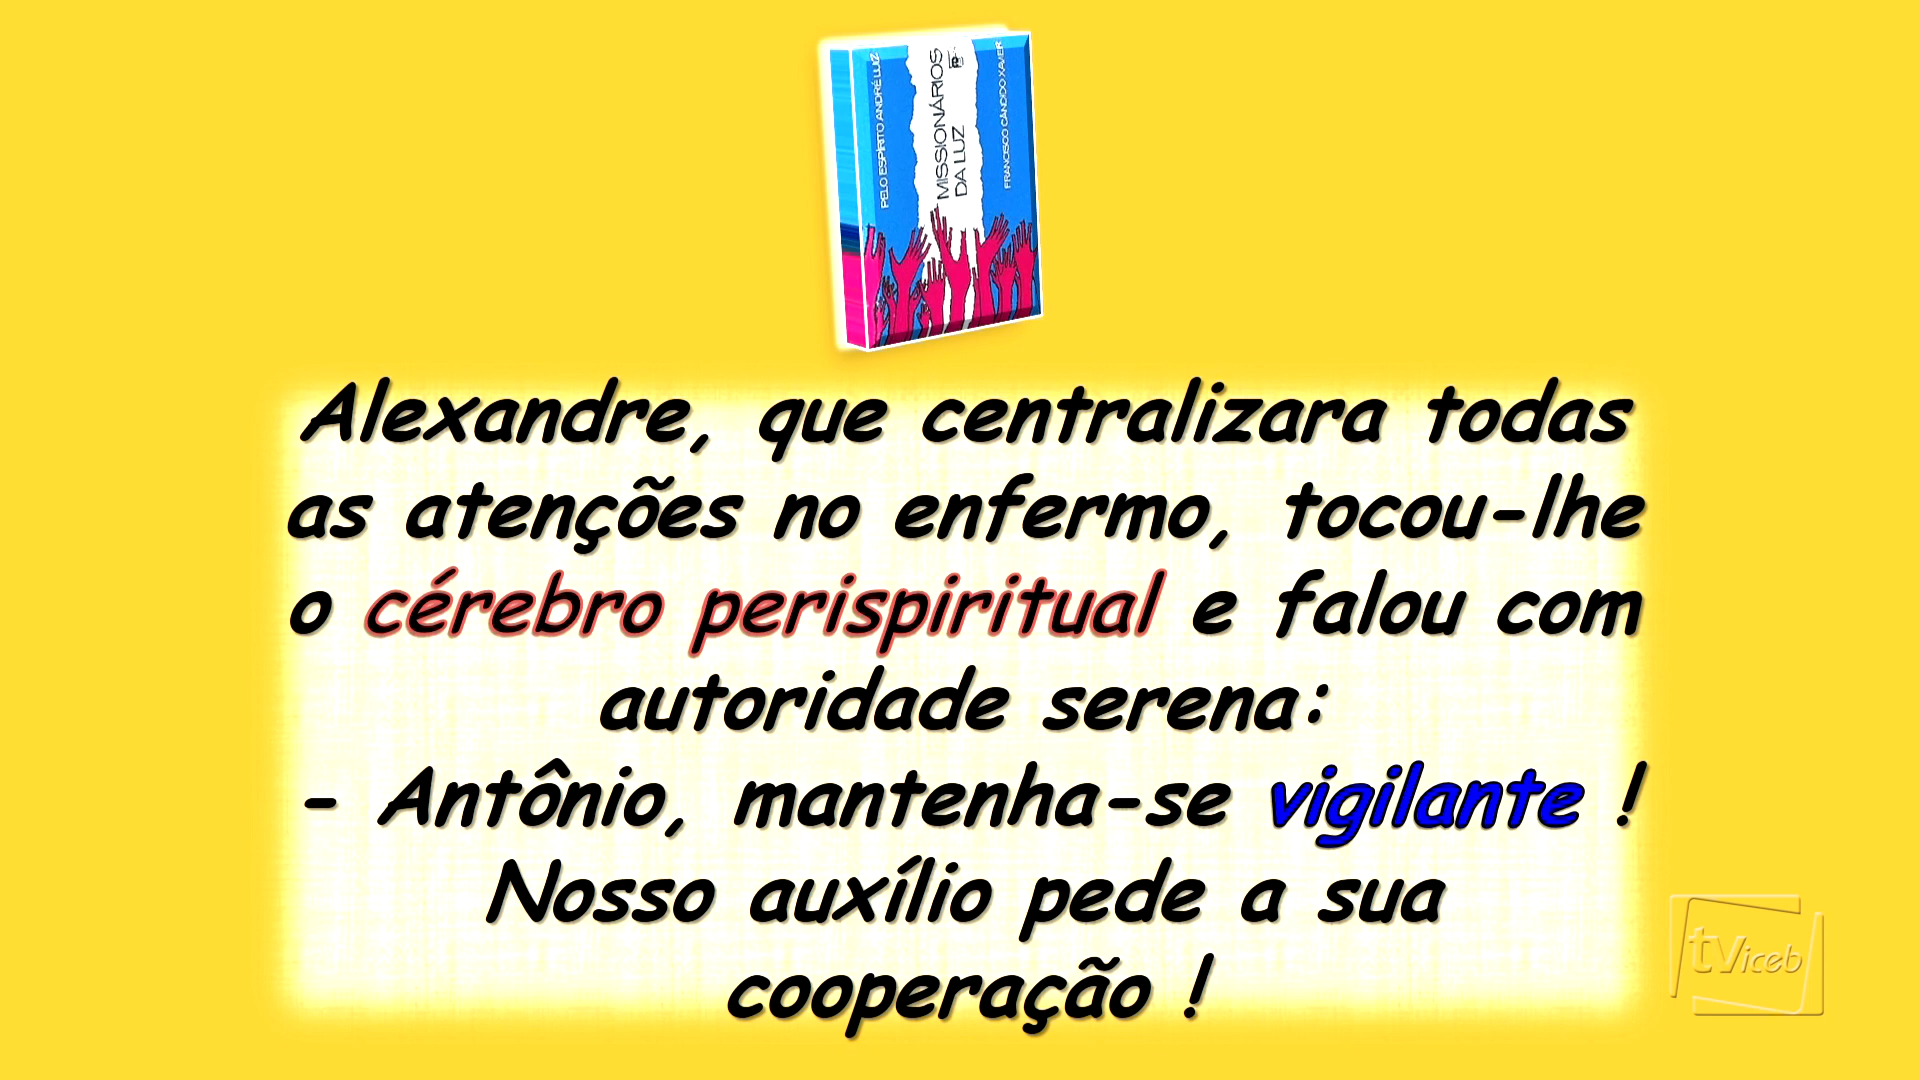 PELO ESPÍRITO ANDRÉ LUIZ
MISSIONÁRIOS
DA LUZ
FRANCISCO CÂNDIDO XAVIER
Alexandre, que centralizara todas
as atenções no enfermo, tocou-lhe
o cérebro perispiritual e falou com
autoridade serena:
- Antônio, mantenha-se vigilante !
Nosso auxílio pede a sua
cooperação !
tViceb